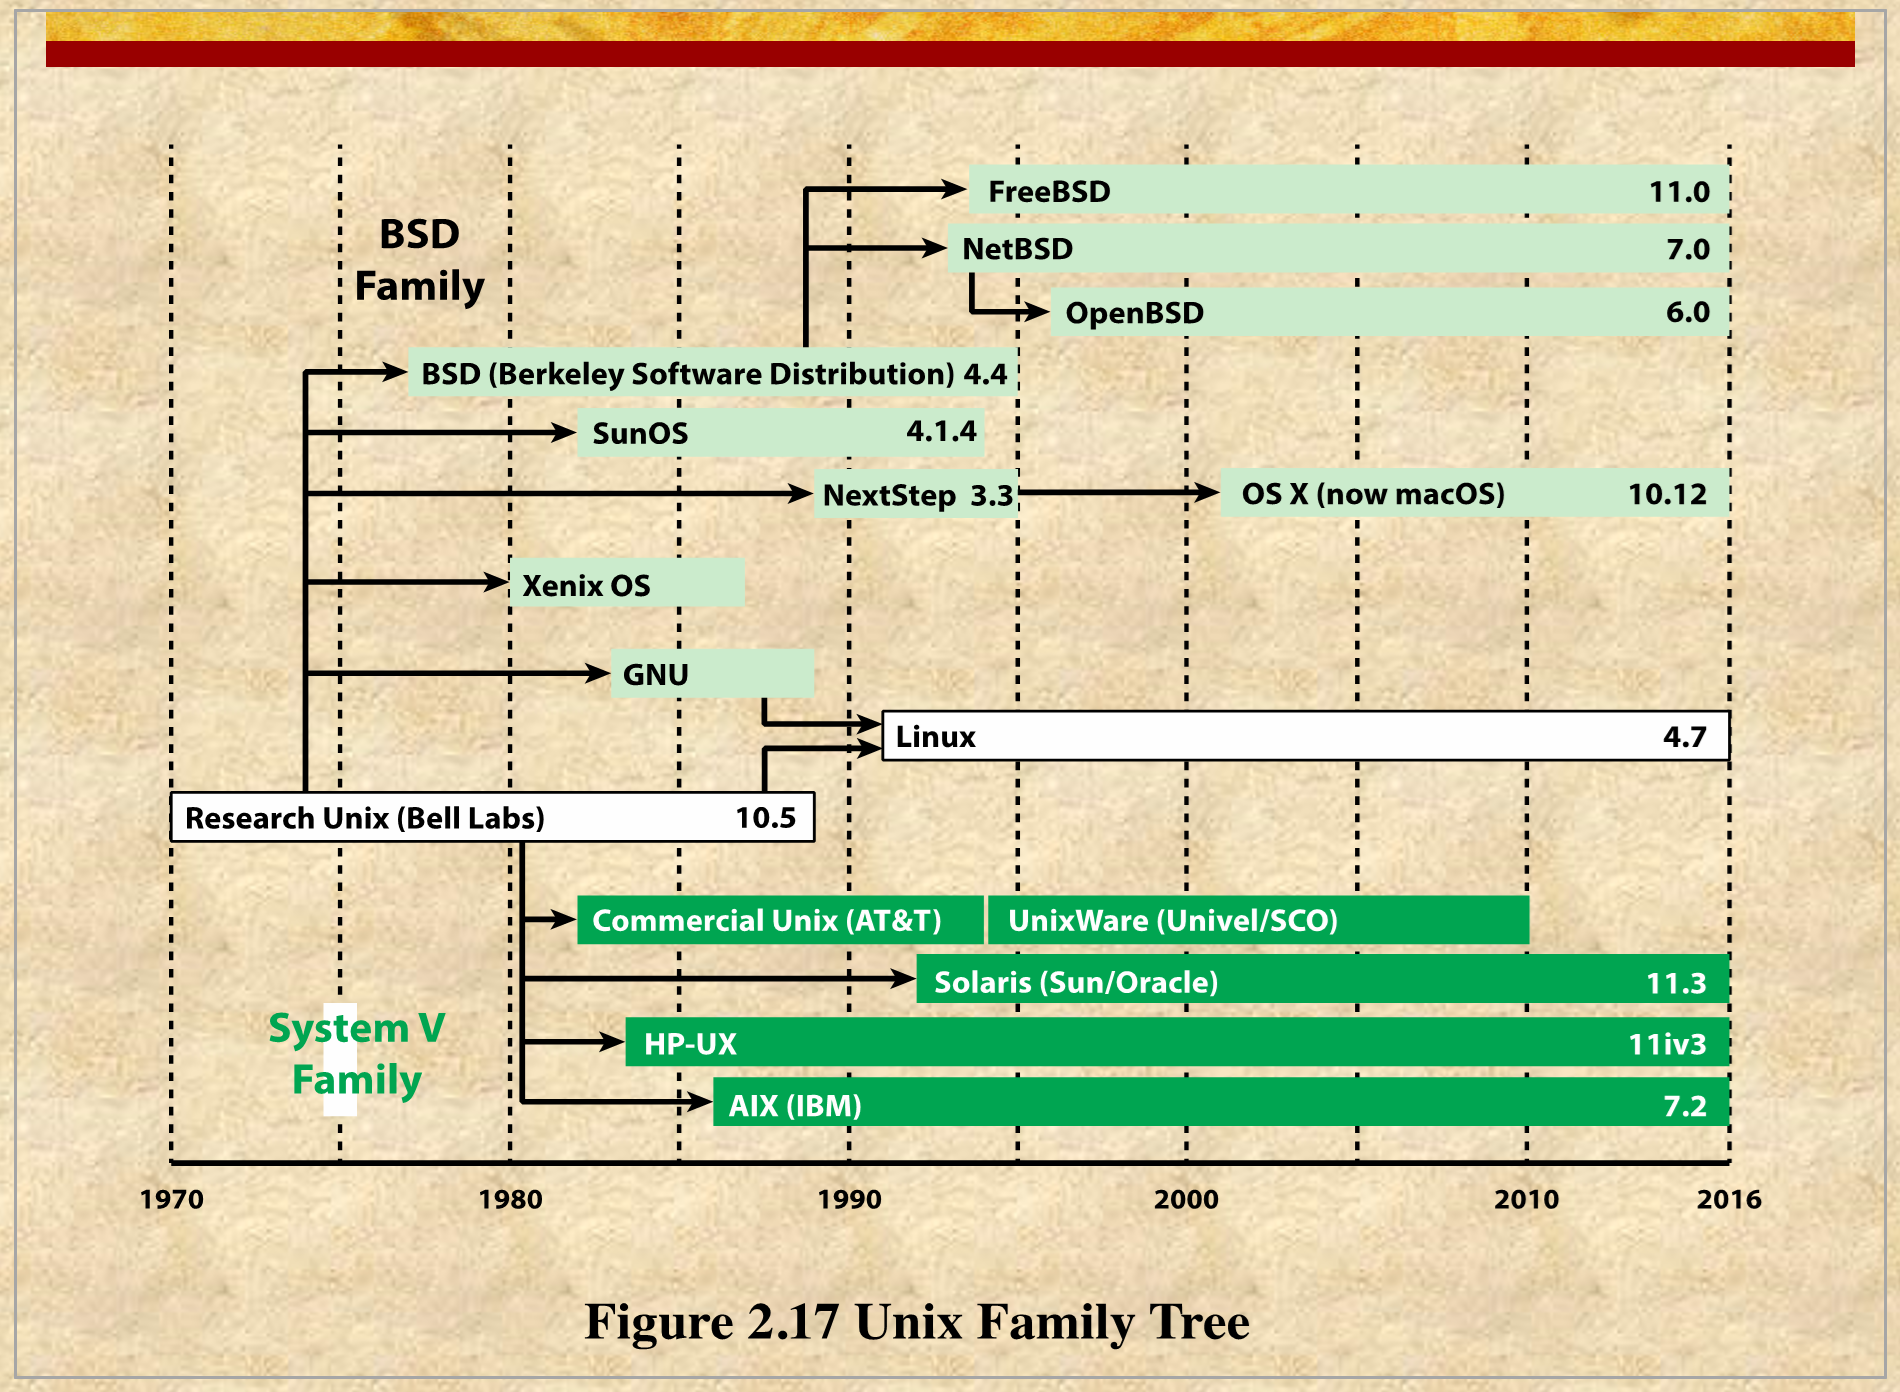 BSD
Family
FreeBSD 11.0
NetBSD 7.0
OpenBSD 6.0
BSD (Berkeley Software Distribution) 4.4
SunOS 4.1.4
NextStep 3.3
OS X (now macOS) 10.12
Xenix OS
GNU
Linux 4.7
Research Unix (Bell Labs) 10.5
Commercial Unix (AT&T)
UnixWare (Univel/SCO)
Solaris (Sun/Oracle) 11.3
System V
Family
HP-UX 11iv3
AIX (IBM) 7.2
1970 1980 1990 2000 2010 2016
Figure 2.17 Unix Family Tree